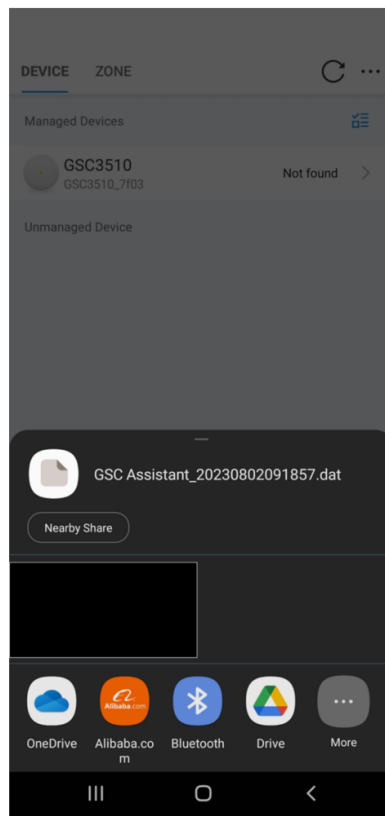 DEVICE ZONE
Managed Devices
GSC3510
GSC3510_7f03
Not found
Unmanaged Device
GSC Assistant_20230802091857.dat
Nearby Share
Alibaba.com
OneDrive
Alibaba.co
m
Bluetooth
Drive
More